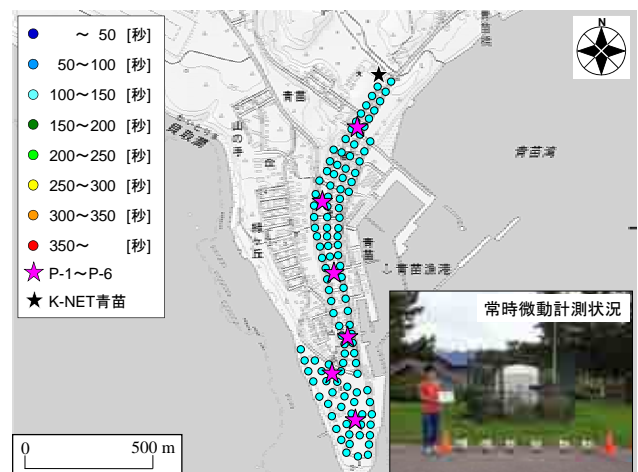 ～ 50 [秒]
50～100 [秒]
100～150 [秒]
150～200 [秒]
200～250 [秒]
250～300 [秒]
300～350 [秒]
350～ [秒]
P-1～P-6
K-NET青苗
N
青苗
青苗湾
青苗
青苗漁港
常時微動計測状況
0 500 m